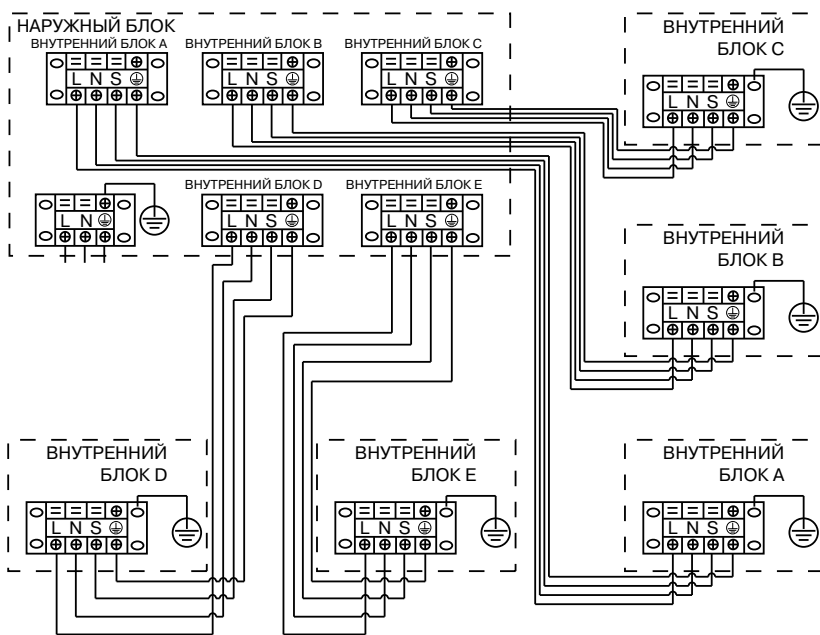 НАРУЖНЫЙ БЛОК
ВНУТРЕННИЙ БЛОК A
ВНУТРЕННИЙ БЛОК B
ВНУТРЕННИЙ БЛОК C
L N S
L N S
L N S
ВНУТРЕННИЙ
БЛОК C
L N S
ВНУТРЕННИЙ БЛОК D
ВНУТРЕННИЙ БЛОК E
L N
L N S
L N S
ВНУТРЕННИЙ
БЛОК B
L N S
ВНУТРЕННИЙ
БЛОК D
L N S
ВНУТРЕННИЙ
БЛОК E
L N S
ВНУТРЕННИЙ
БЛОК A
L N S